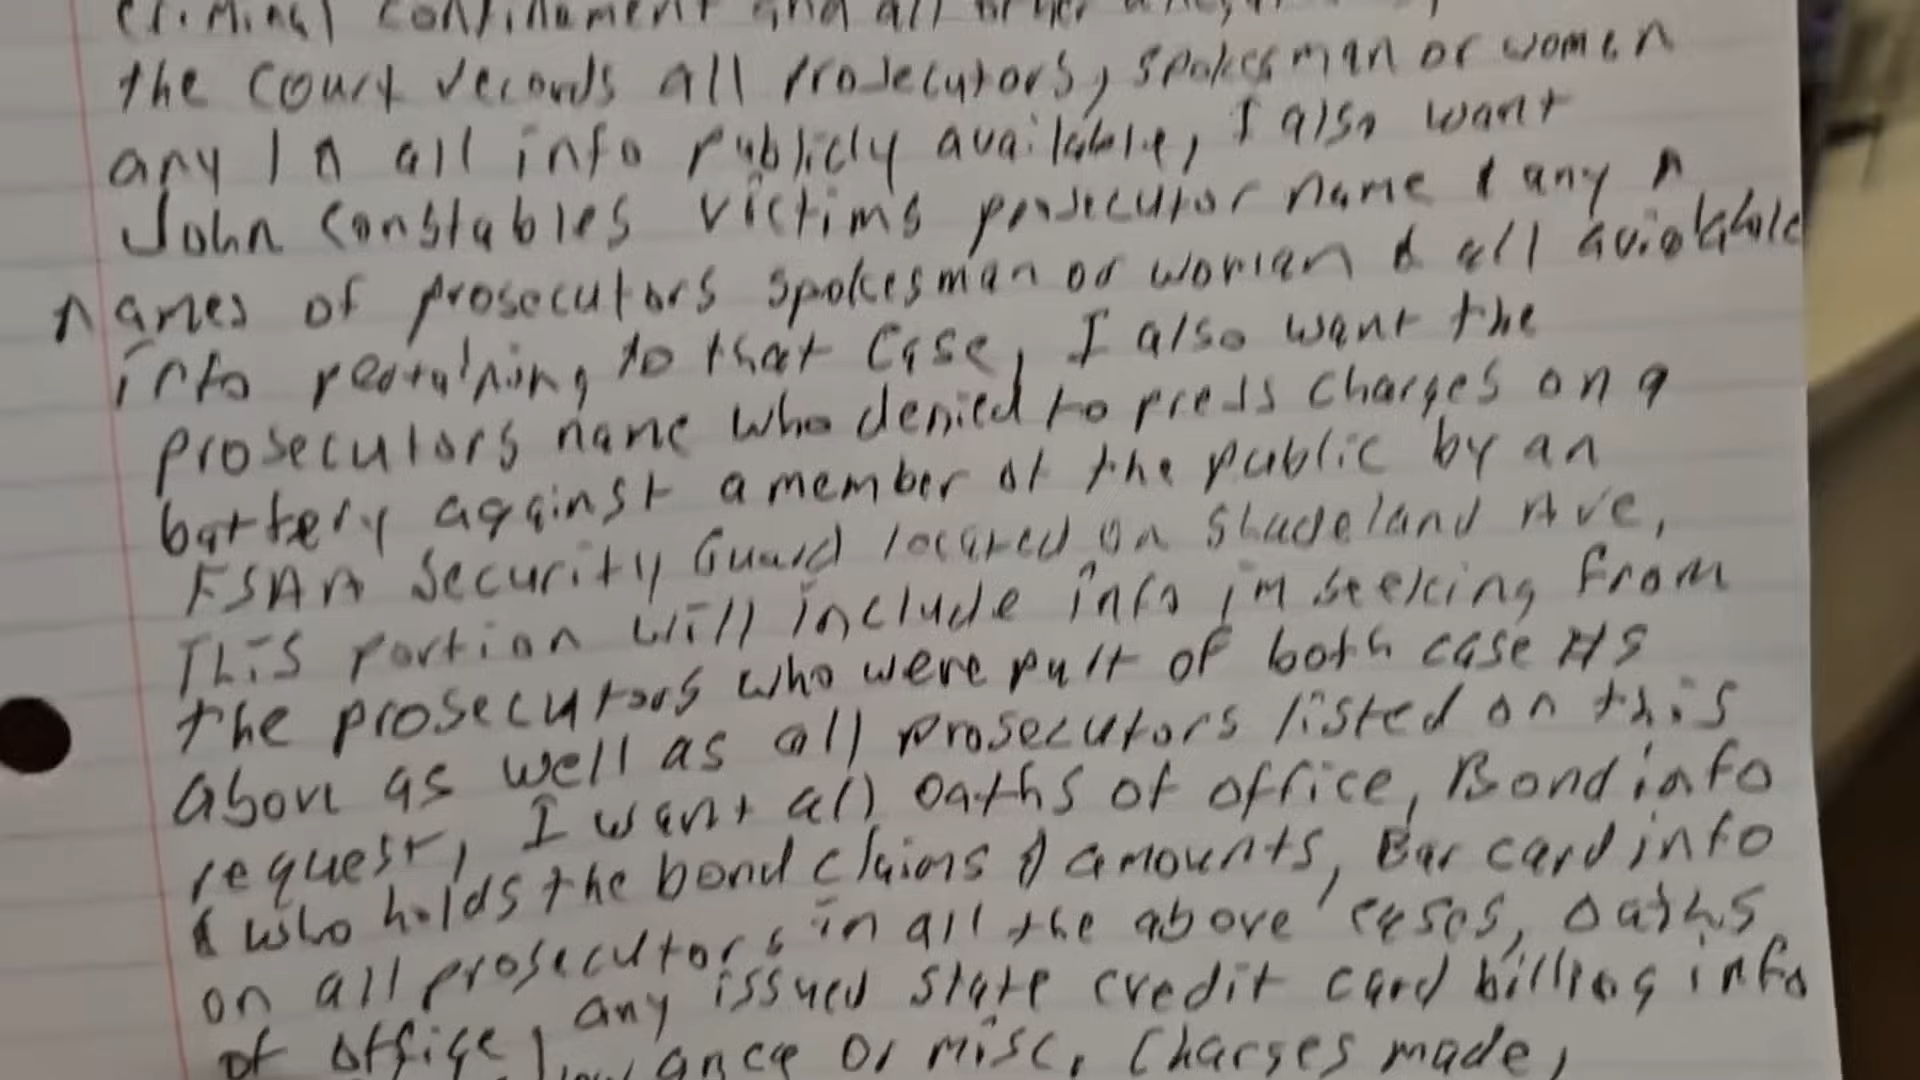 criminal confinement and all other
the court records all prosecutors, spokesman or women
any in all info publicly available, I also want
John Constables victims prosecutor name & any n
names of prosecutors spokesman or woman & all
info pertaining to that case, I also want the
prosecutors name who denied to press charges on a
battery against a member of the public by an
FSAA Security Guard located on Shadeland Ave,
This portion will include info im seeking from
the prosecutors who were part of both case #s
above as well as all prosecutors listed on this
request, I want all oaths of office, Bond info
& who holds the bond claims & amounts, Bar card info
on all prosecutors in all the above cases, oaths
of office, any issued state credit card billing info
or misc. charges made,